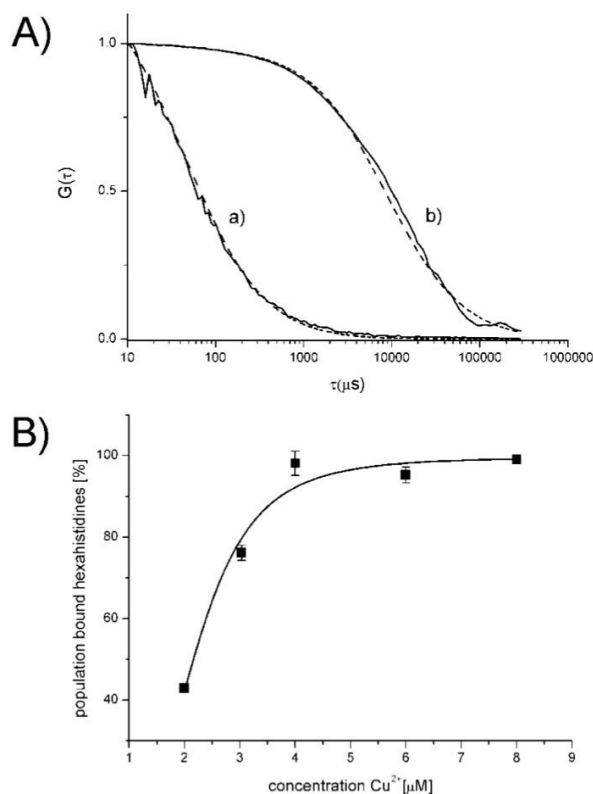 A)
1.0
0.5
0.0
G(τ)
a)
b)
10
100
1000
10000
100000
1000000
τ(μs)
B)
100
80
60
40
population bound hexahistidines [%]
1
2
3
4
5
6
7
8
9
concentration Cu²⁺[μM]